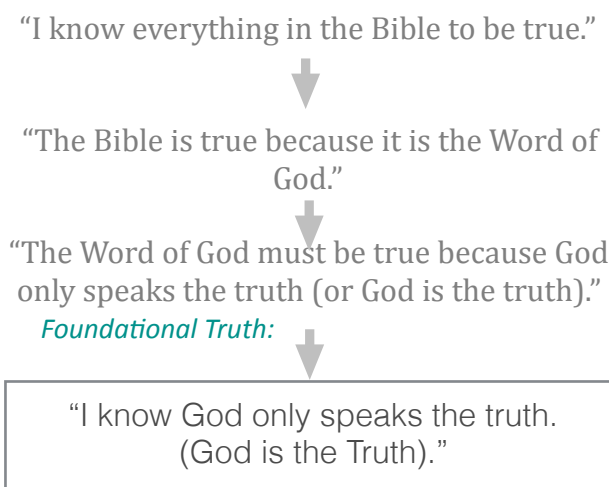 “I know everything in the Bible to be true.”
“The Bible is true because it is the Word of
God.”
“The Word of God must be true because God
only speaks the truth (or God is the truth).”
Foundational Truth:
“I know God only speaks the truth.
(God is the Truth).”